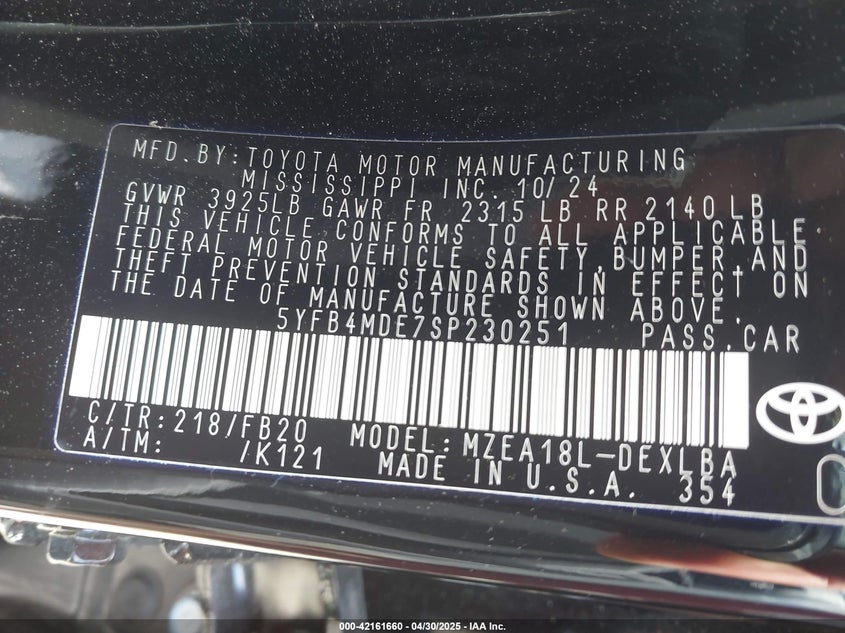 MFD.BY:TOYOTA MOTOR MANUFACTURING
MISSISSIPPI INC. 10/24
GVWR 3925LB GAWR FR 2315 LB RR 2140 LB
THIS VEHICLE CONFORMS TO ALL APPLICABLE
FEDERAL MOTOR VEHICLE SAFETY,BUMPER,AND
THEFT PREVENTION STANDARDS IN EFFECT ON
THE DATE OF MANUFACTURE SHOWN ABOVE.
5YFB4MDE7SP230251 PASS.CAR
C/TR:218/FB20 MODEL:MZEA18L-DEXLBA
A/TM: /K121 MADE IN U.S.A. 354
000-42161660 - 04/30/2025 - IAA Inc.